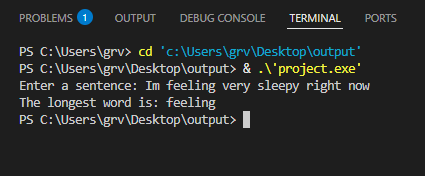 PROBLEMS 1 OUTPUT DEBUG CONSOLE TERMINAL PORTS
PS C:\Users\grv> cd 'c:\Users\grv\Desktop\output'
PS C:\Users\grv\Desktop\output> & .\'project.exe'
Enter a sentence: Im feeling very sleepy right now
The longest word is: feeling
PS C:\Users\grv\Desktop\output>